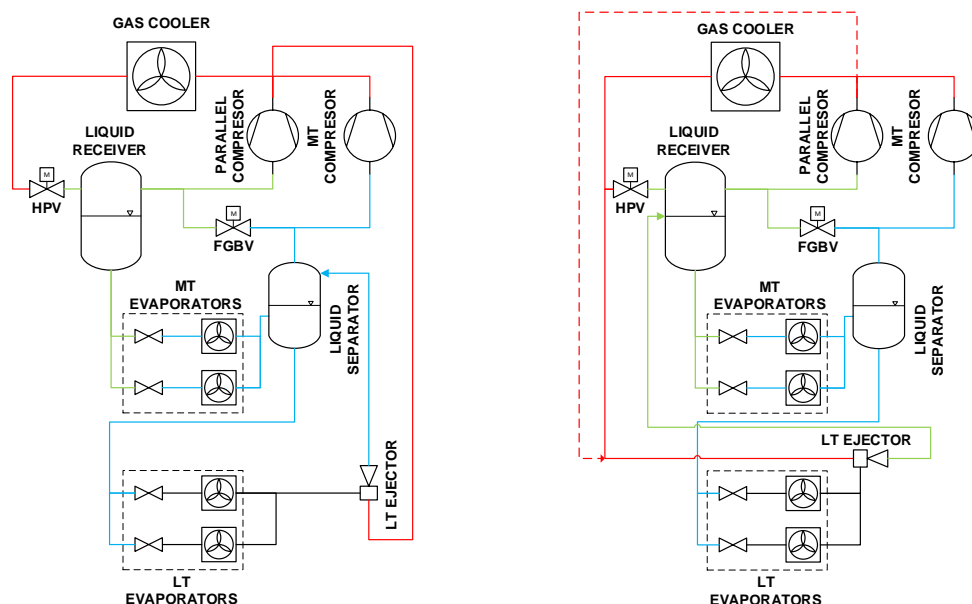 GAS COOLER
PARALLEL
COMPRESOR
MT
COMPRESOR
LIQUID
RECEIVER
M
HPV
M
FGBV
MT
EVAPORATORS
LIQUID
SEPARATOR
LT EJECTOR
LT
EVAPORATORS
GAS COOLER
PARALLEL
COMPRESOR
MT
COMPRESOR
LIQUID
RECEIVER
M
HPV
M
FGBV
MT
EVAPORATORS
LIQUID
SEPARATOR
LT EJECTOR
LT
EVAPORATORS